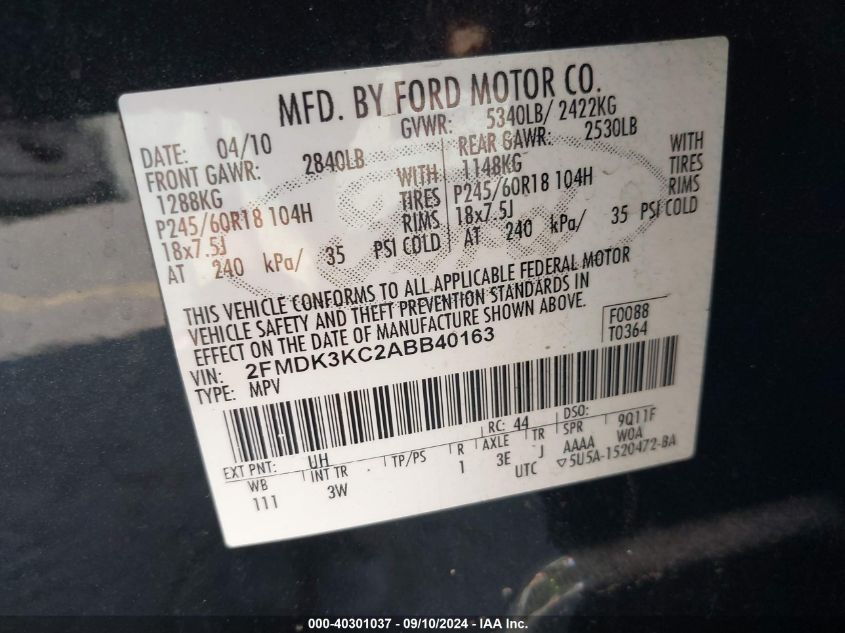 MFD. BY FORD MOTOR CO.
DATE: 04/10 GVWR: 5340LB/ 2422KG
FRONT GAWR: 2840LB REAR GAWR: 2530LB
1288KG WITH 1148KG WITH
P245/60R18 104H TIRES P245/60R18 104H TIRES
18x7.5J RIMS 18x7.5J RIMS
AT 240 kPa/ 35 PSI COLD AT 240 kPa/ 35 PSI COLD
THIS VEHICLE CONFORMS TO ALL APPLICABLE FEDERAL MOTOR
VEHICLE SAFETY AND THEFT PREVENTION STANDARDS IN
EFFECT ON THE DATE OF MANUFACTURE SHOWN ABOVE.
VIN: 2FMDK3KC2ABB40163 F0088
TYPE: MPV T0364
EXT PNT: UH RC: 44 DSO:
WB INT TR TP/PS R AXLE TR SPR 9Q11F
111 3W 1 3E J AAAA W0A
UTC ▽5U5A-1520472-BA
000-40301037 - 09/10/2024 - IAA Inc.